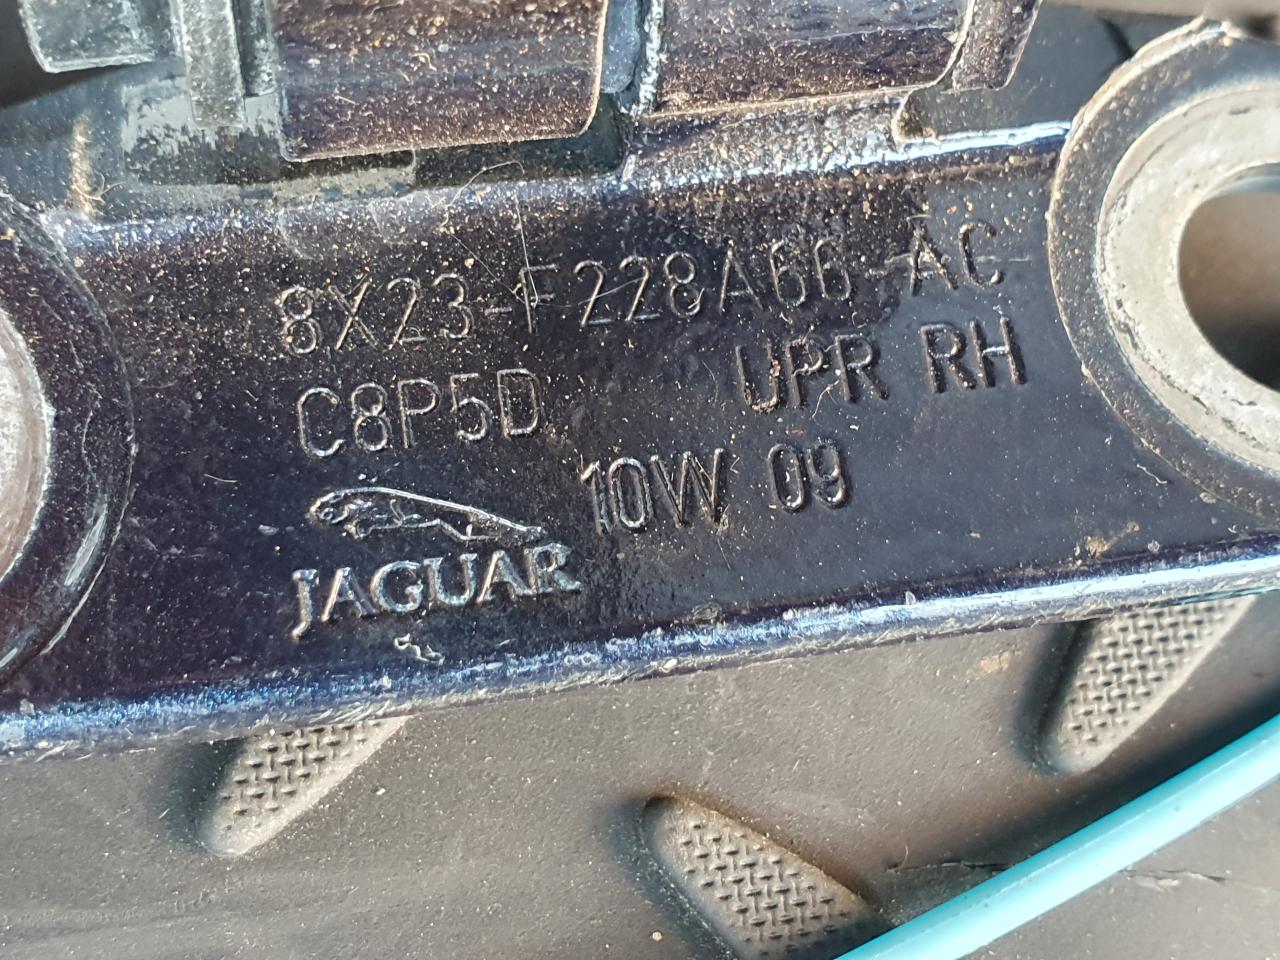 8X23-F228A66-AC
C8P5D UPR RH
10W 09
JAGUAR